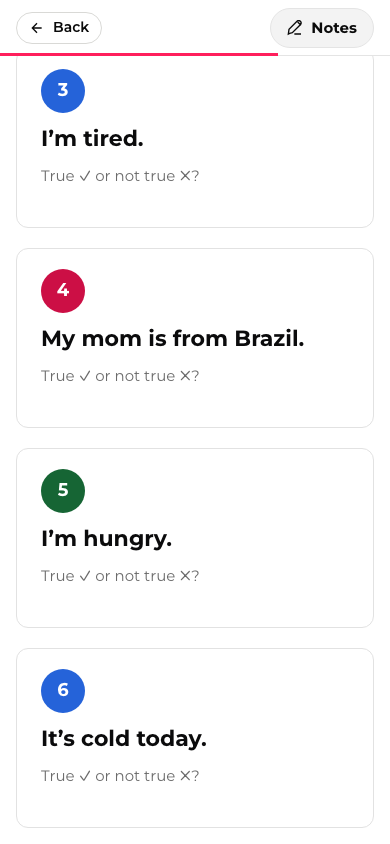 Back
Notes
3
I’m tired.
True ✓ or not true ✕?
4
My mom is from Brazil.
True ✓ or not true ✕?
5
I’m hungry.
True ✓ or not true ✕?
6
It’s cold today.
True ✓ or not true ✕?